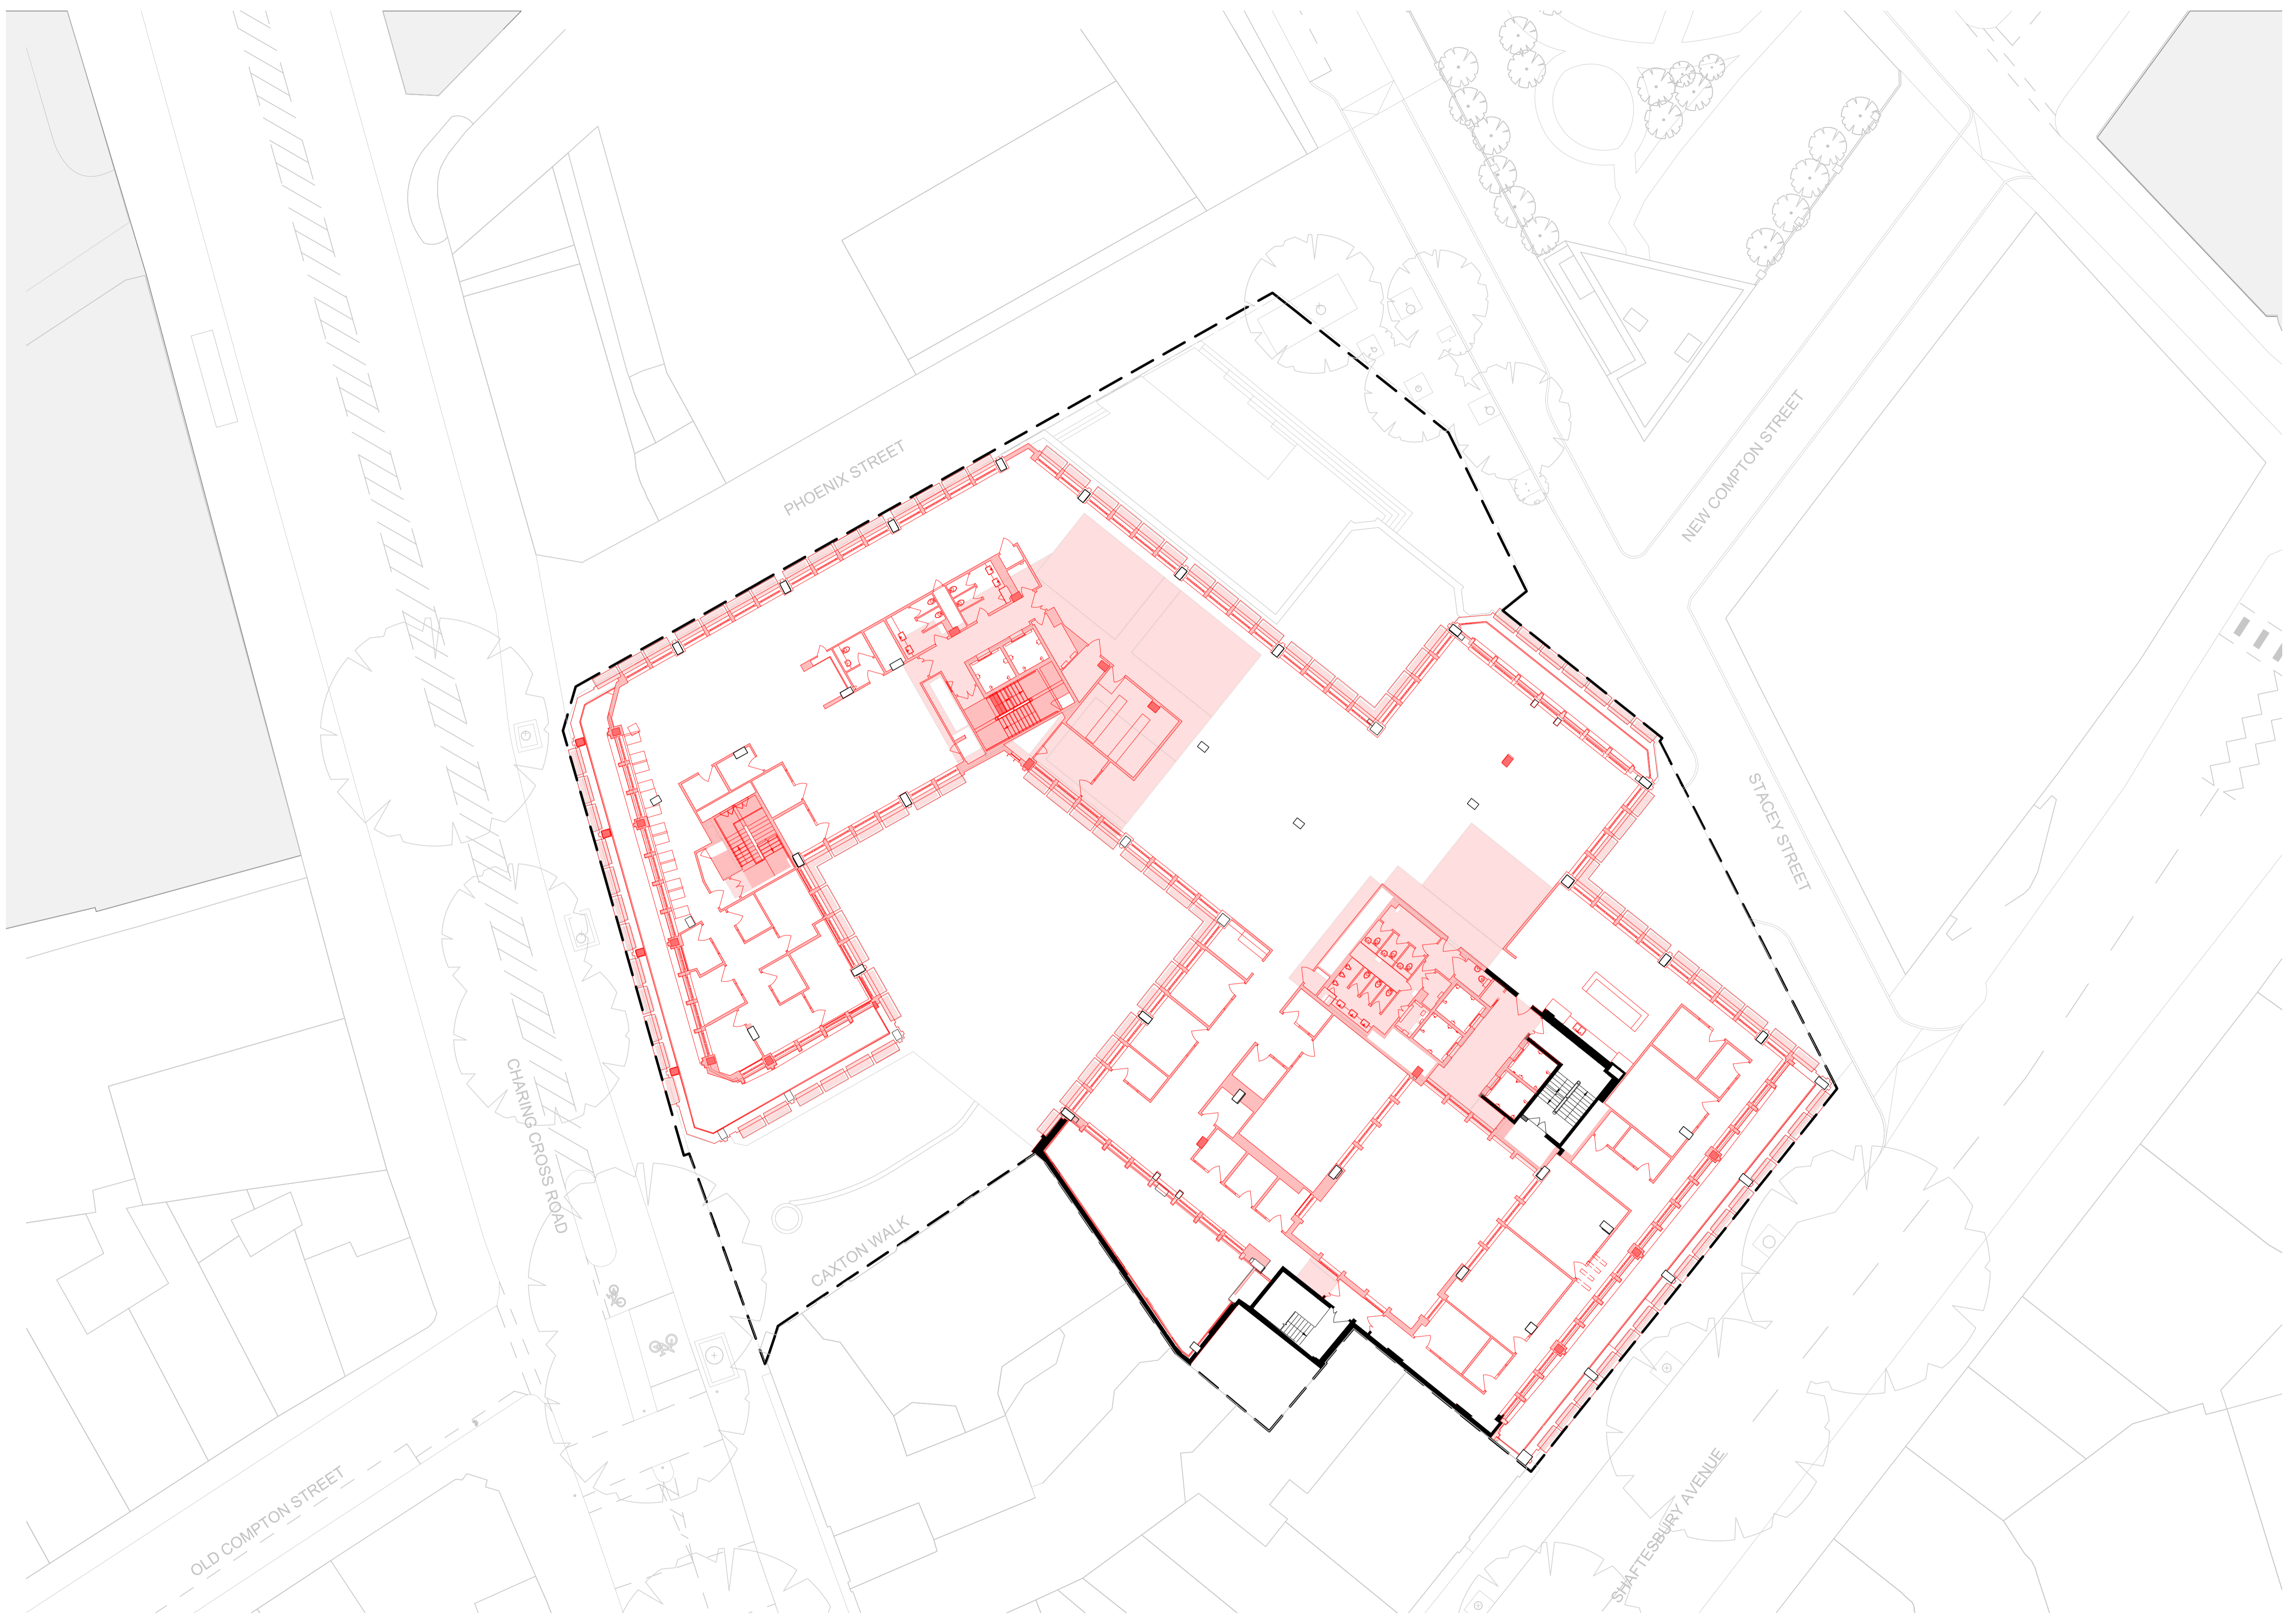 PHOENIX STREET
NEW COMPTON STREET
STACEY STREET
CHARING CROSS ROAD
CAXTON WALK
OLD COMPTON STREET
SHAFTESBURY AVENUE